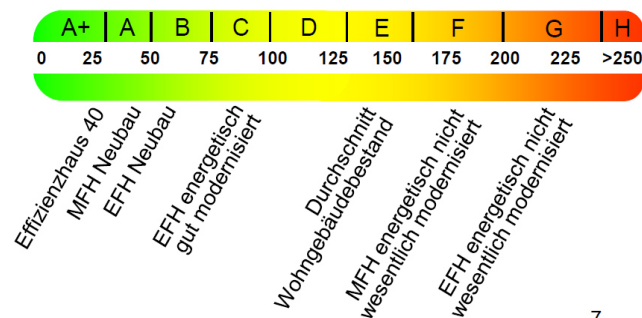 A+ A B C D E F G H
0 25 50 75 100 125 150 175 200 225 >250
Effizienzhaus 40
MFH Neubau
EFH Neubau
EFH energetisch
gut modernisiert
Durchschnitt
Wohngebäudebestand
MFH energetisch nicht
wesentlich modernisiert
EFH energetisch nicht
wesentlich modernisiert